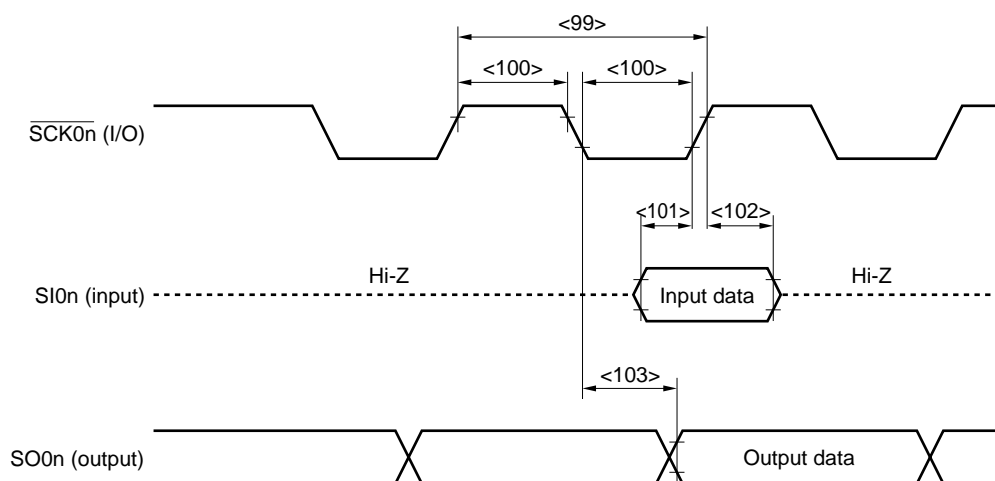 <99>
<100> <100>
SCK0n (I/O)
<101> <102>
Hi-Z Hi-Z
SI0n (input) Input data
<103>
SO0n (output) Output data